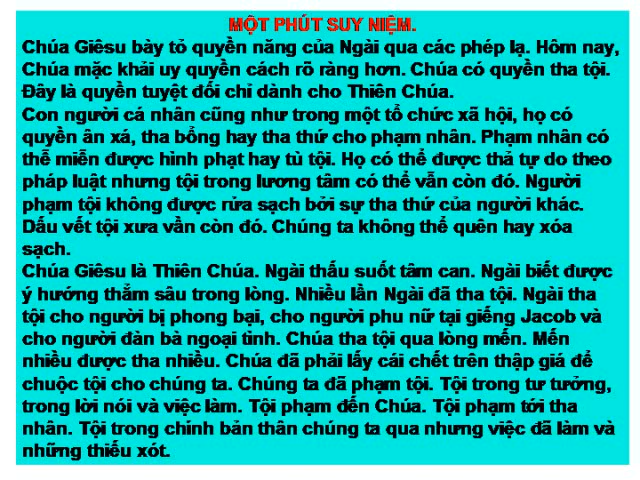 MỘT PHÚT SUY NIỆM.
Chúa Giêsu bày tỏ quyền năng của Ngài qua các phép lạ. Hôm nay,
Chúa mặc khải uy quyền cách rõ ràng hơn. Chúa có quyền tha tội.
Đây là quyền tuyệt đối chỉ dành cho Thiên Chúa.
Con người cá nhân cũng như trong một tổ chức xã hội, họ có
quyền ân xá, tha bổng hay tha thứ cho phạm nhân. Phạm nhân có
thể miễn được hình phạt hay tù tội. Họ có thể được thả tự do theo
pháp luật nhưng tội trong lương tâm có thể vẫn còn đó. Người
phạm tội không được rửa sạch bởi sự tha thứ của người khác.
Dấu vết tội xưa vẫn còn đó. Chúng ta không thể quên hay xóa
sạch.
Chúa Giêsu là Thiên Chúa. Ngài thấu suốt tâm can. Ngài biết được
ý hướng thẳm sâu trong lòng. Nhiều lần Ngài đã tha tội. Ngài tha
tội cho người bị phong bại, cho người phu nữ tại giếng Jacob và
cho người đàn bà ngoại tình. Chúa tha tội qua lòng mến. Mến
nhiều được tha nhiều. Chúa đã phải lấy cái chết trên thập giá để
chuộc tội cho chúng ta. Chúng ta đã phạm tội. Tội trong tư tưởng,
trong lời nói và việc làm. Tội phạm đến Chúa. Tội phạm tới tha
nhân. Tội trong chính bản thân chúng ta qua nhưng việc đã làm và
những thiếu xót.